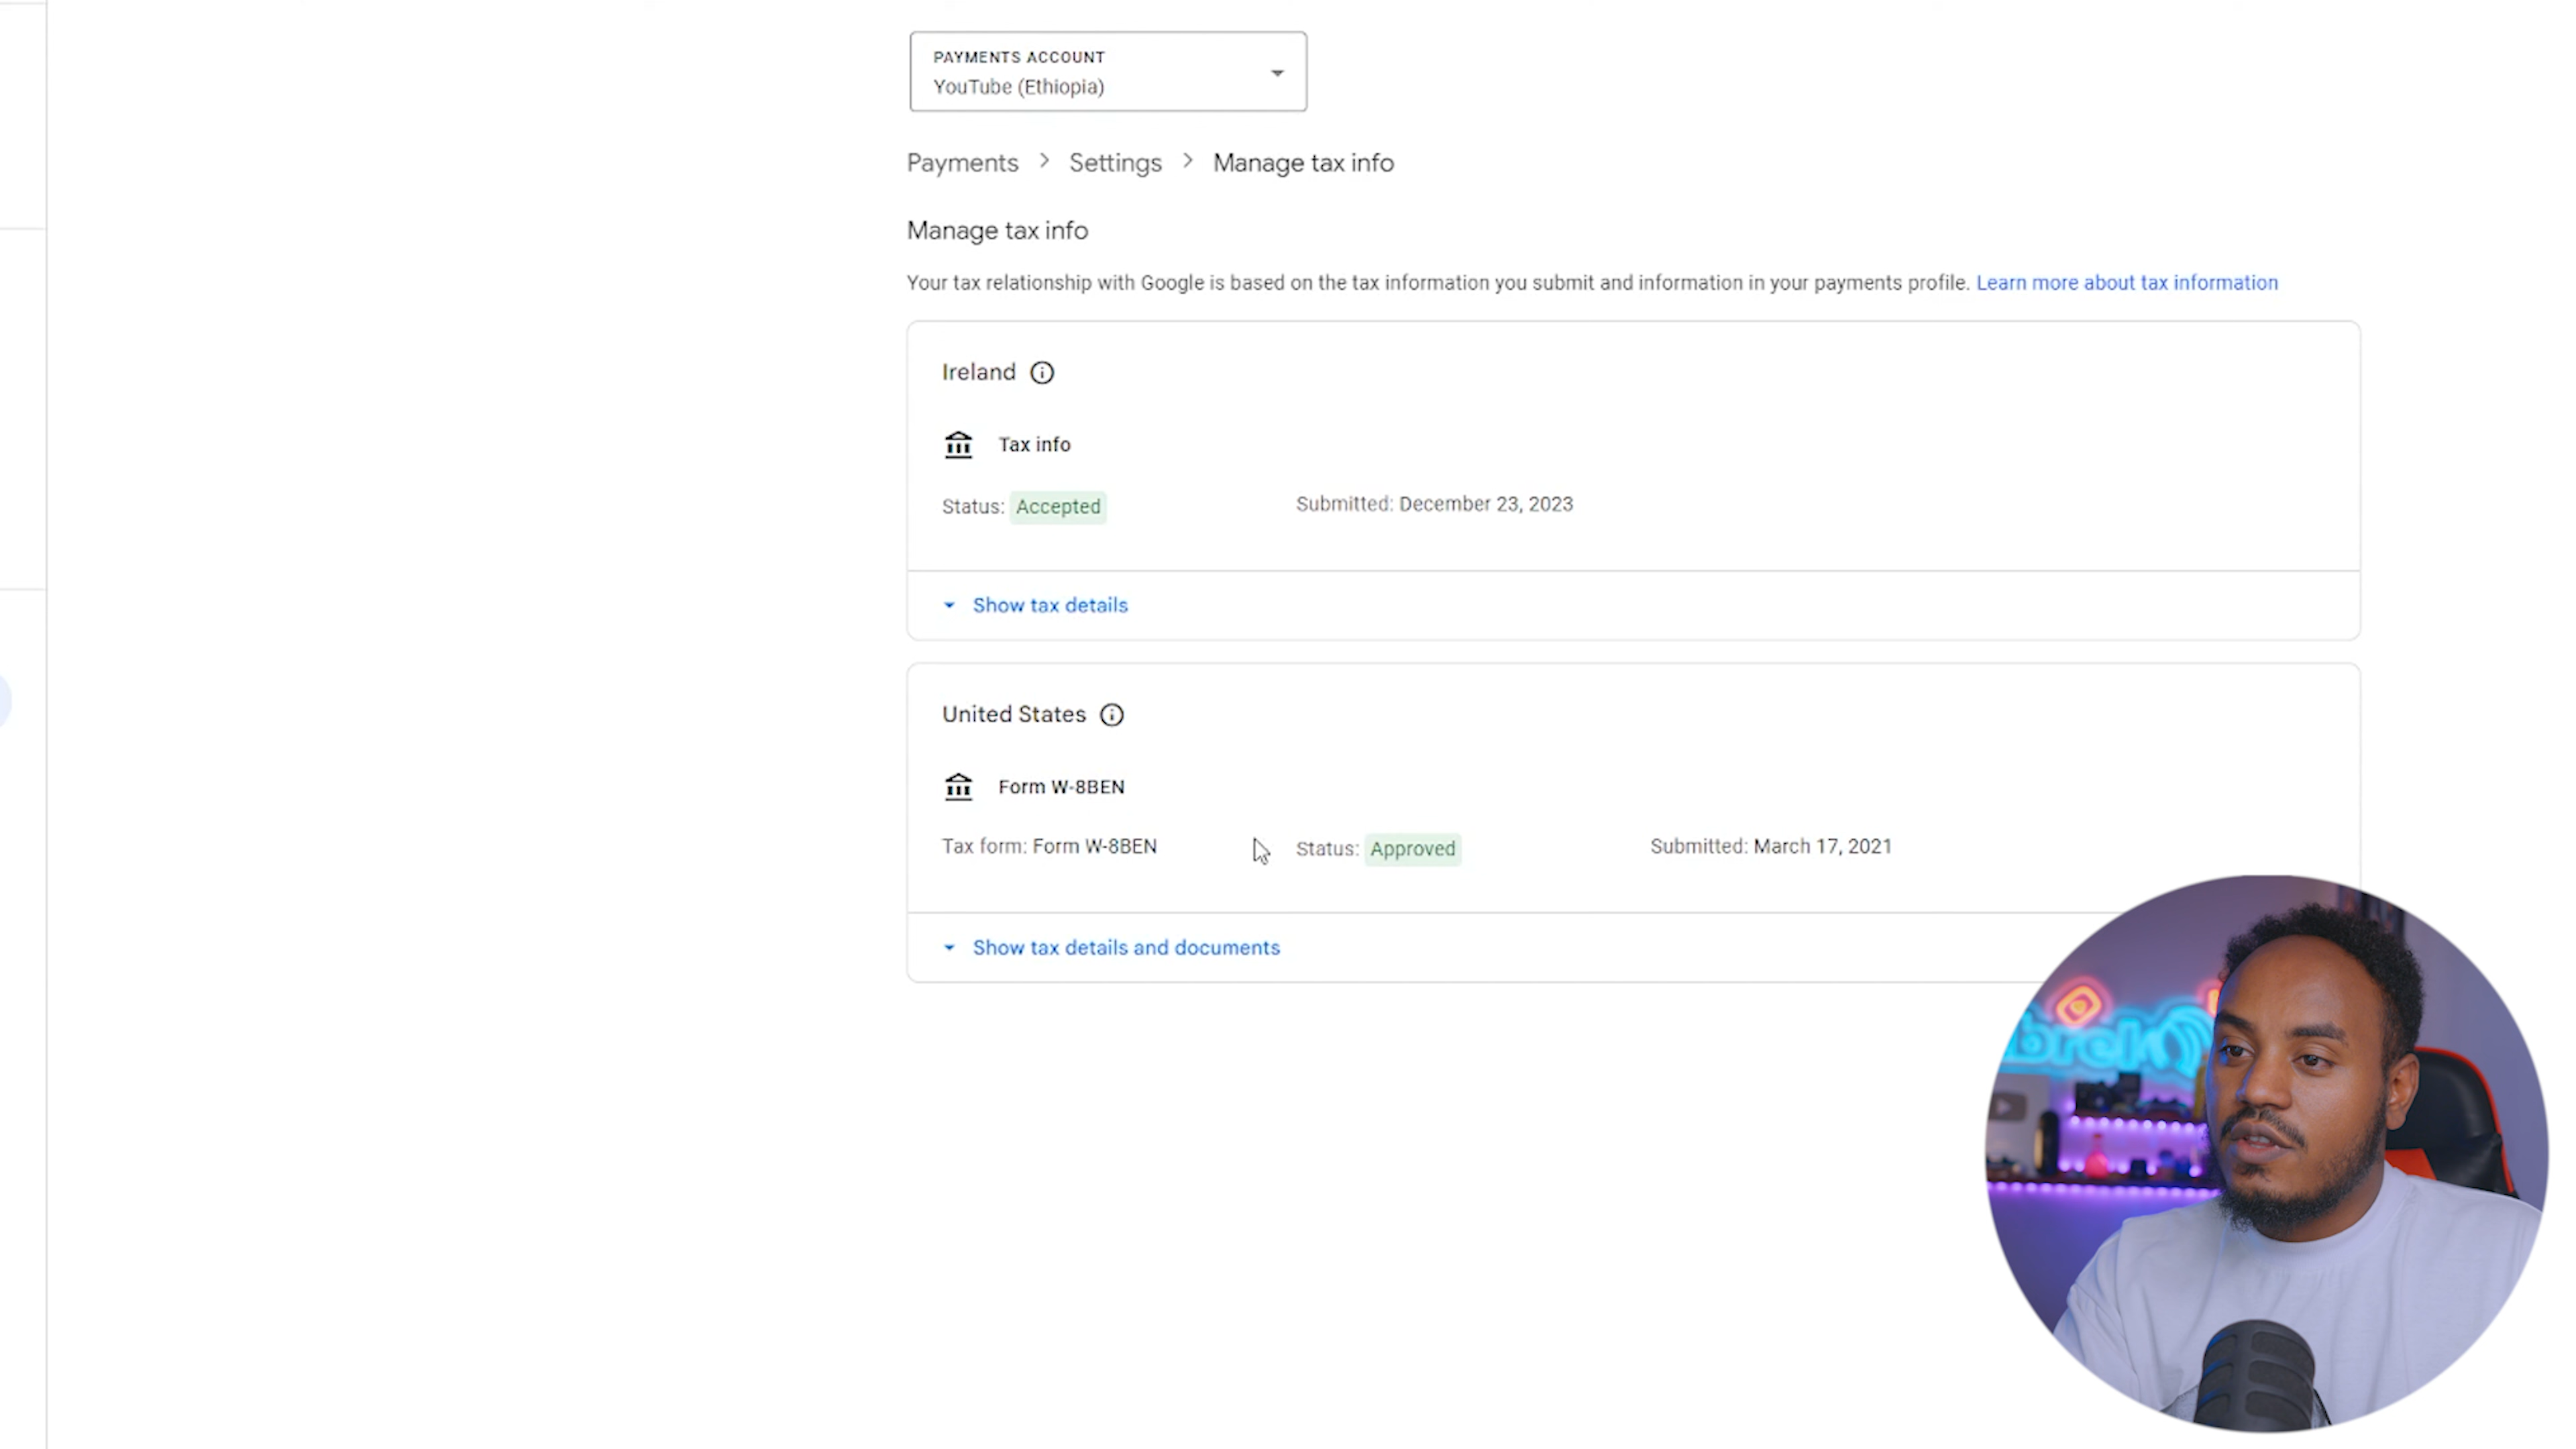 PAYMENTS ACCOUNT
YouTube (Ethiopia)
Payments > Settings > Manage tax info
Manage tax info
Your tax relationship with Google is based on the tax information you submit and information in your payments profile. Learn more about tax information
Ireland
Tax info
Status: Accepted Submitted: December 23, 2023
Show tax details
United States
Form W-8BEN
Tax form: Form W-8BEN Status: Approved Submitted: March 17, 2021
Show tax details and documents